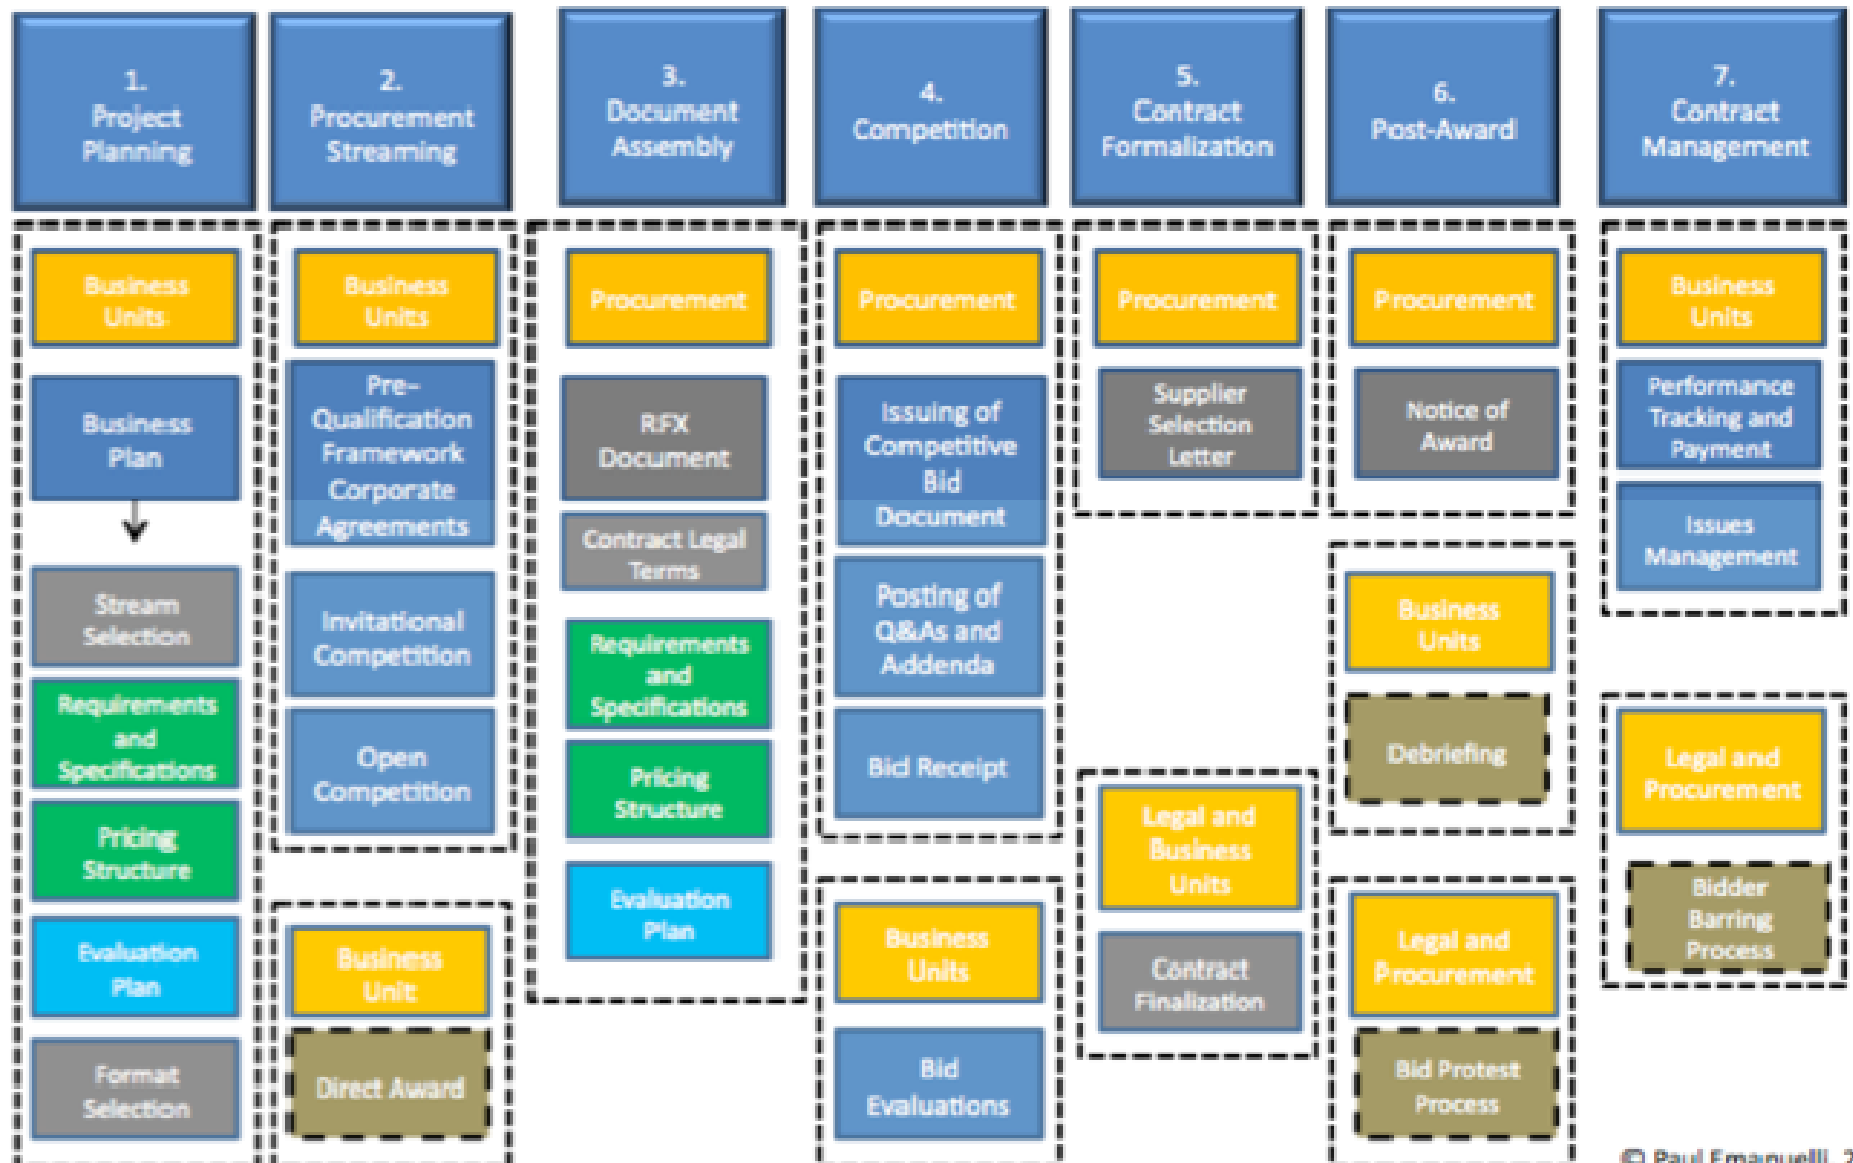 1.
Project
Planning
2.
Procurement
Streaming
3.
Document
Assembly
4.
Competition
5.
Contract
Formalization
6.
Post-Award
7.
Contract
Management
Business
Units
Business
Plan
Stream
Selection
Requirements
and
Specifications
Pricing
Structure
Evaluation
Plan
Format
Selection
Business
Units
Pre–
Qualification
Framework
Corporate
Agreements
Invitational
Competition
Open
Competition
Business
Unit
Direct Award
Procurement
RFX
Document
Contract Legal
Terms
Requirements
and
Specifications
Pricing
Structure
Evaluation
Plan
Procurement
Issuing of
Competitive
Bid
Document
Posting of
Q&As and
Addenda
Bid Receipt
Business
Units
Bid
Evaluations
Procurement
Supplier
Selection
Letter
Legal and
Business
Units
Contract
Finalization
Procurement
Notice of
Award
Business
Units
Debriefing
Legal and
Procurement
Bid Protest
Process
Business
Units
Performance
Tracking and
Payment
Issues
Management
Legal and
Procurement
Bidder
Barring
Process
© Paul Emanuelli, 2